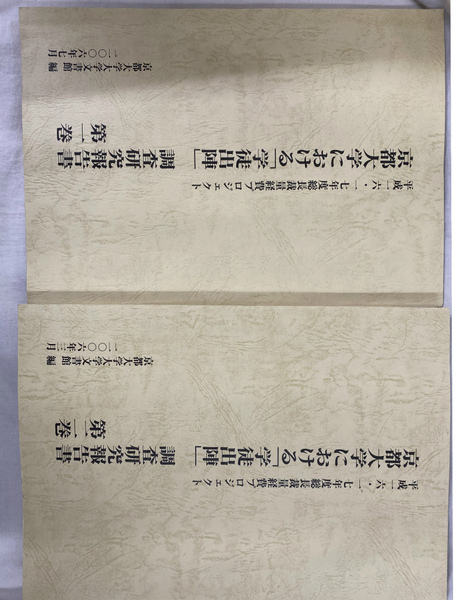 平成一六・一七年度総長裁量経費プロジェクト
京都大学における「学徒出陣」
調査研究報告書
第二巻
京都大学大学文書館 編
二〇〇六年七月
平成一六・一七年度総長裁量経費プロジェクト
京都大学における「学徒出陣」
調査研究報告書
第一巻
京都大学大学文書館 編
二〇〇六年三月